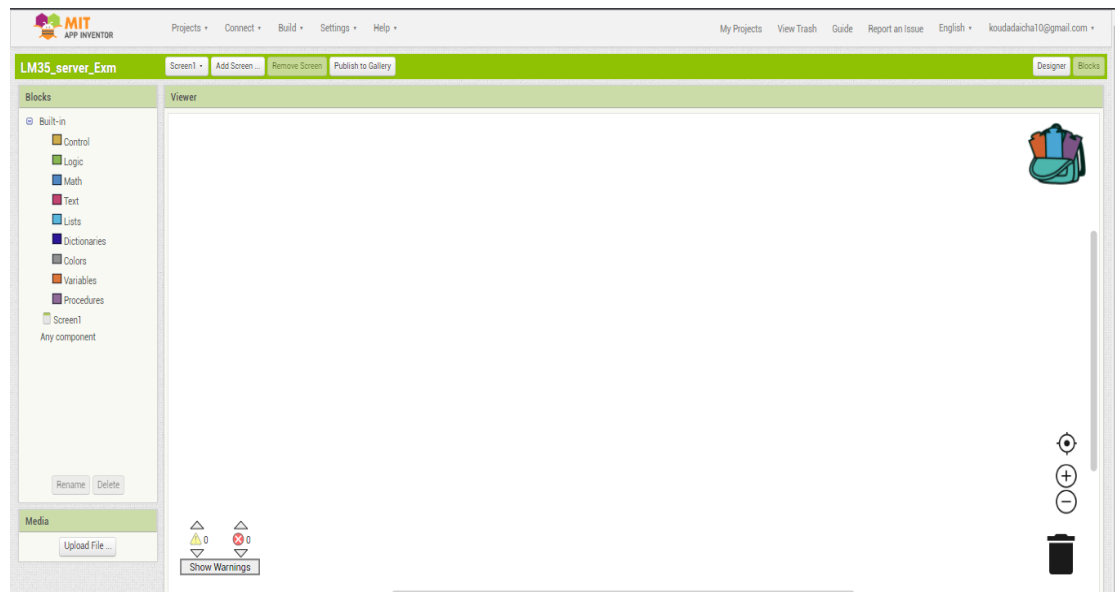 MIT
APP INVENTOR
Projects Connect Build Settings Help My Projects View Trash Guide Report an Issue English koudadaicha10@gmail.com
LM35_server_Exm Screen1 Add Screen ... Remove Screen Publish to Gallery Designer Blocks
Blocks Viewer
Built-in
Control
Logic
Math
Text
Lists
Dictionaries
Colors
Variables
Procedures
Screen1
Any component
Rename Delete
Media
Upload File ...
0 0
Show Warnings